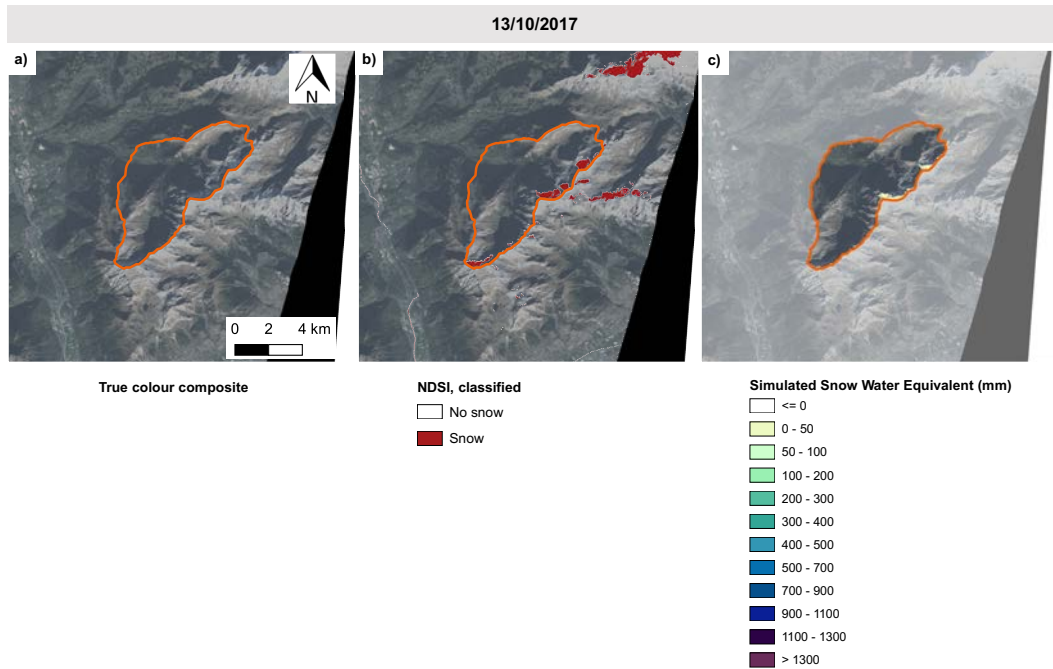 13/10/2017
a)
N
0 2 4 km
b)
c)
True colour composite
NDSI, classified
No snow
Snow
Simulated Snow Water Equivalent (mm)
<= 0
0 - 50
50 - 100
100 - 200
200 - 300
300 - 400
400 - 500
500 - 700
700 - 900
900 - 1100
1100 - 1300
> 1300